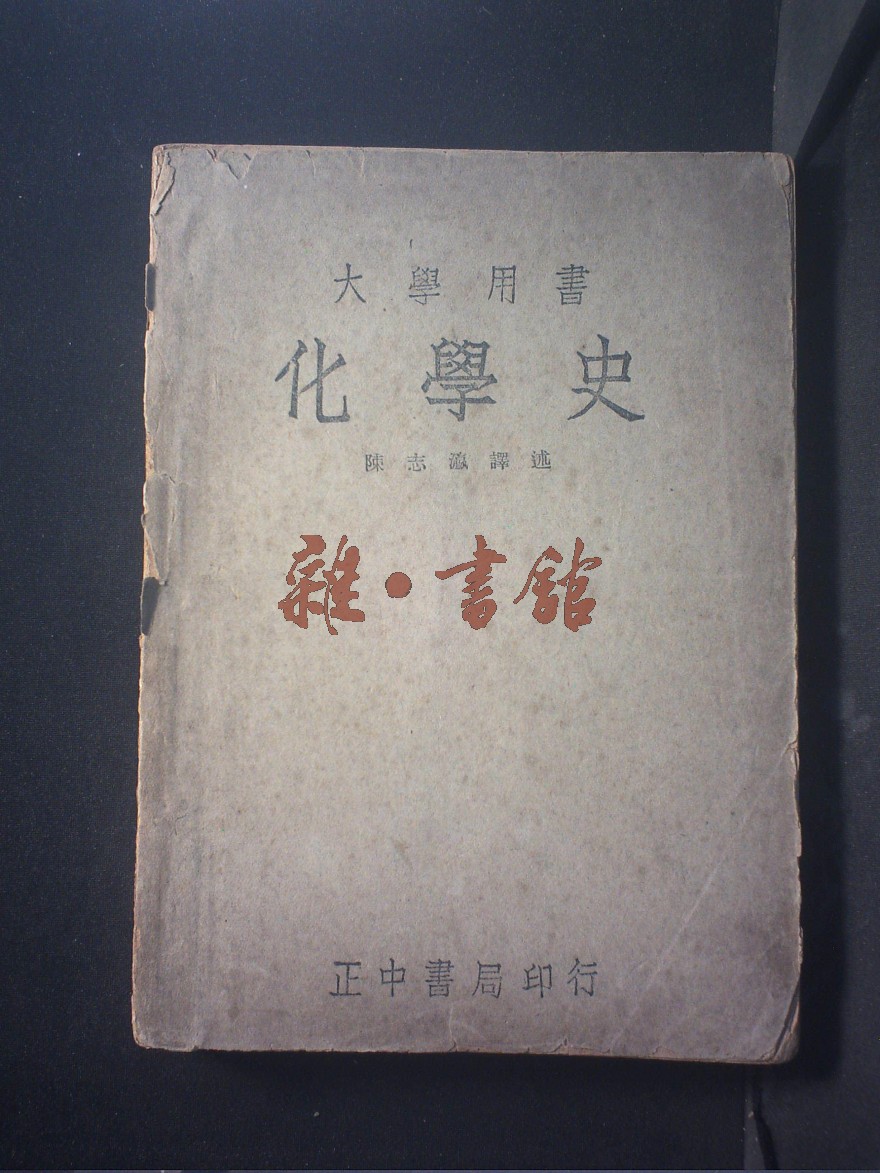 大學用書
化學史
陳志瀛譯述
雜·書館
正中書局印行